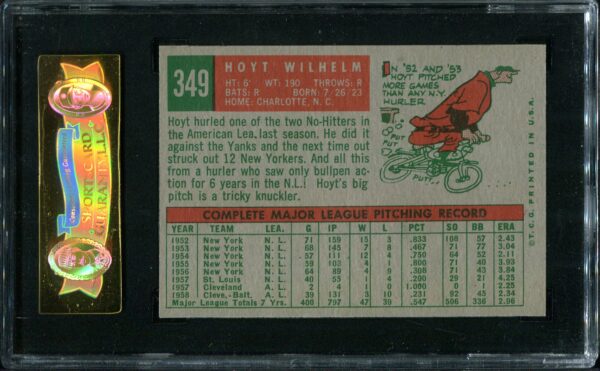 349
HOYT WILHELM
HT: 6' WT: 190 THROWS: R
BATS: R BORN: 7/26/23
HOME: CHARLOTTE, N. C.
Hoyt hurled one of the two No-Hitters in
the American Lea. last season. He did it
against the Yanks and the next time out
struck out 12 New Yorkers. And all this
from a hurler who saw only bullpen ac-
tion for 6 years in the N.L.! Hoyt's big
pitch is a tricky knuckler.
IN '52 AND '53
HOYT PITCHED
MORE GAMES
THAN ANY N.Y.
HURLER
PUT
PUT
PUTT
©T.C.G. PRINTED IN U.S.A.
COMPLETE MAJOR LEAGUE PITCHING RECORD
YEAR TEAM LEA. G IP W L PCT SO BB ERA
1952 New York N. L. 71 159 15 3 .833 108 57 2.43
1953 New York N. L. 68 145 7 8 .467 71 77 3.04
1954 New York N. L. 57 111 12 4 .750 64 52 2.11
1955 New York N. L. 59 103 4 1 .800 71 40 3.93
1956 New York N. L. 64 89 4 9 .308 71 43 3.84
1957 St. Louis N. L. 40 55 1 4 .200 29 21 4.25
1957 Cleveland A. L. 2 4 1 0 1.000 0 1 2.25
1958 Cleve.-Balt. A. L. 39 131 3 10 .231 92 45 2.34
Major League Totals 7 Yrs. 400 797 47 39 .547 506 336 2.96
SPORTS CARD
GUARANTY, LLC